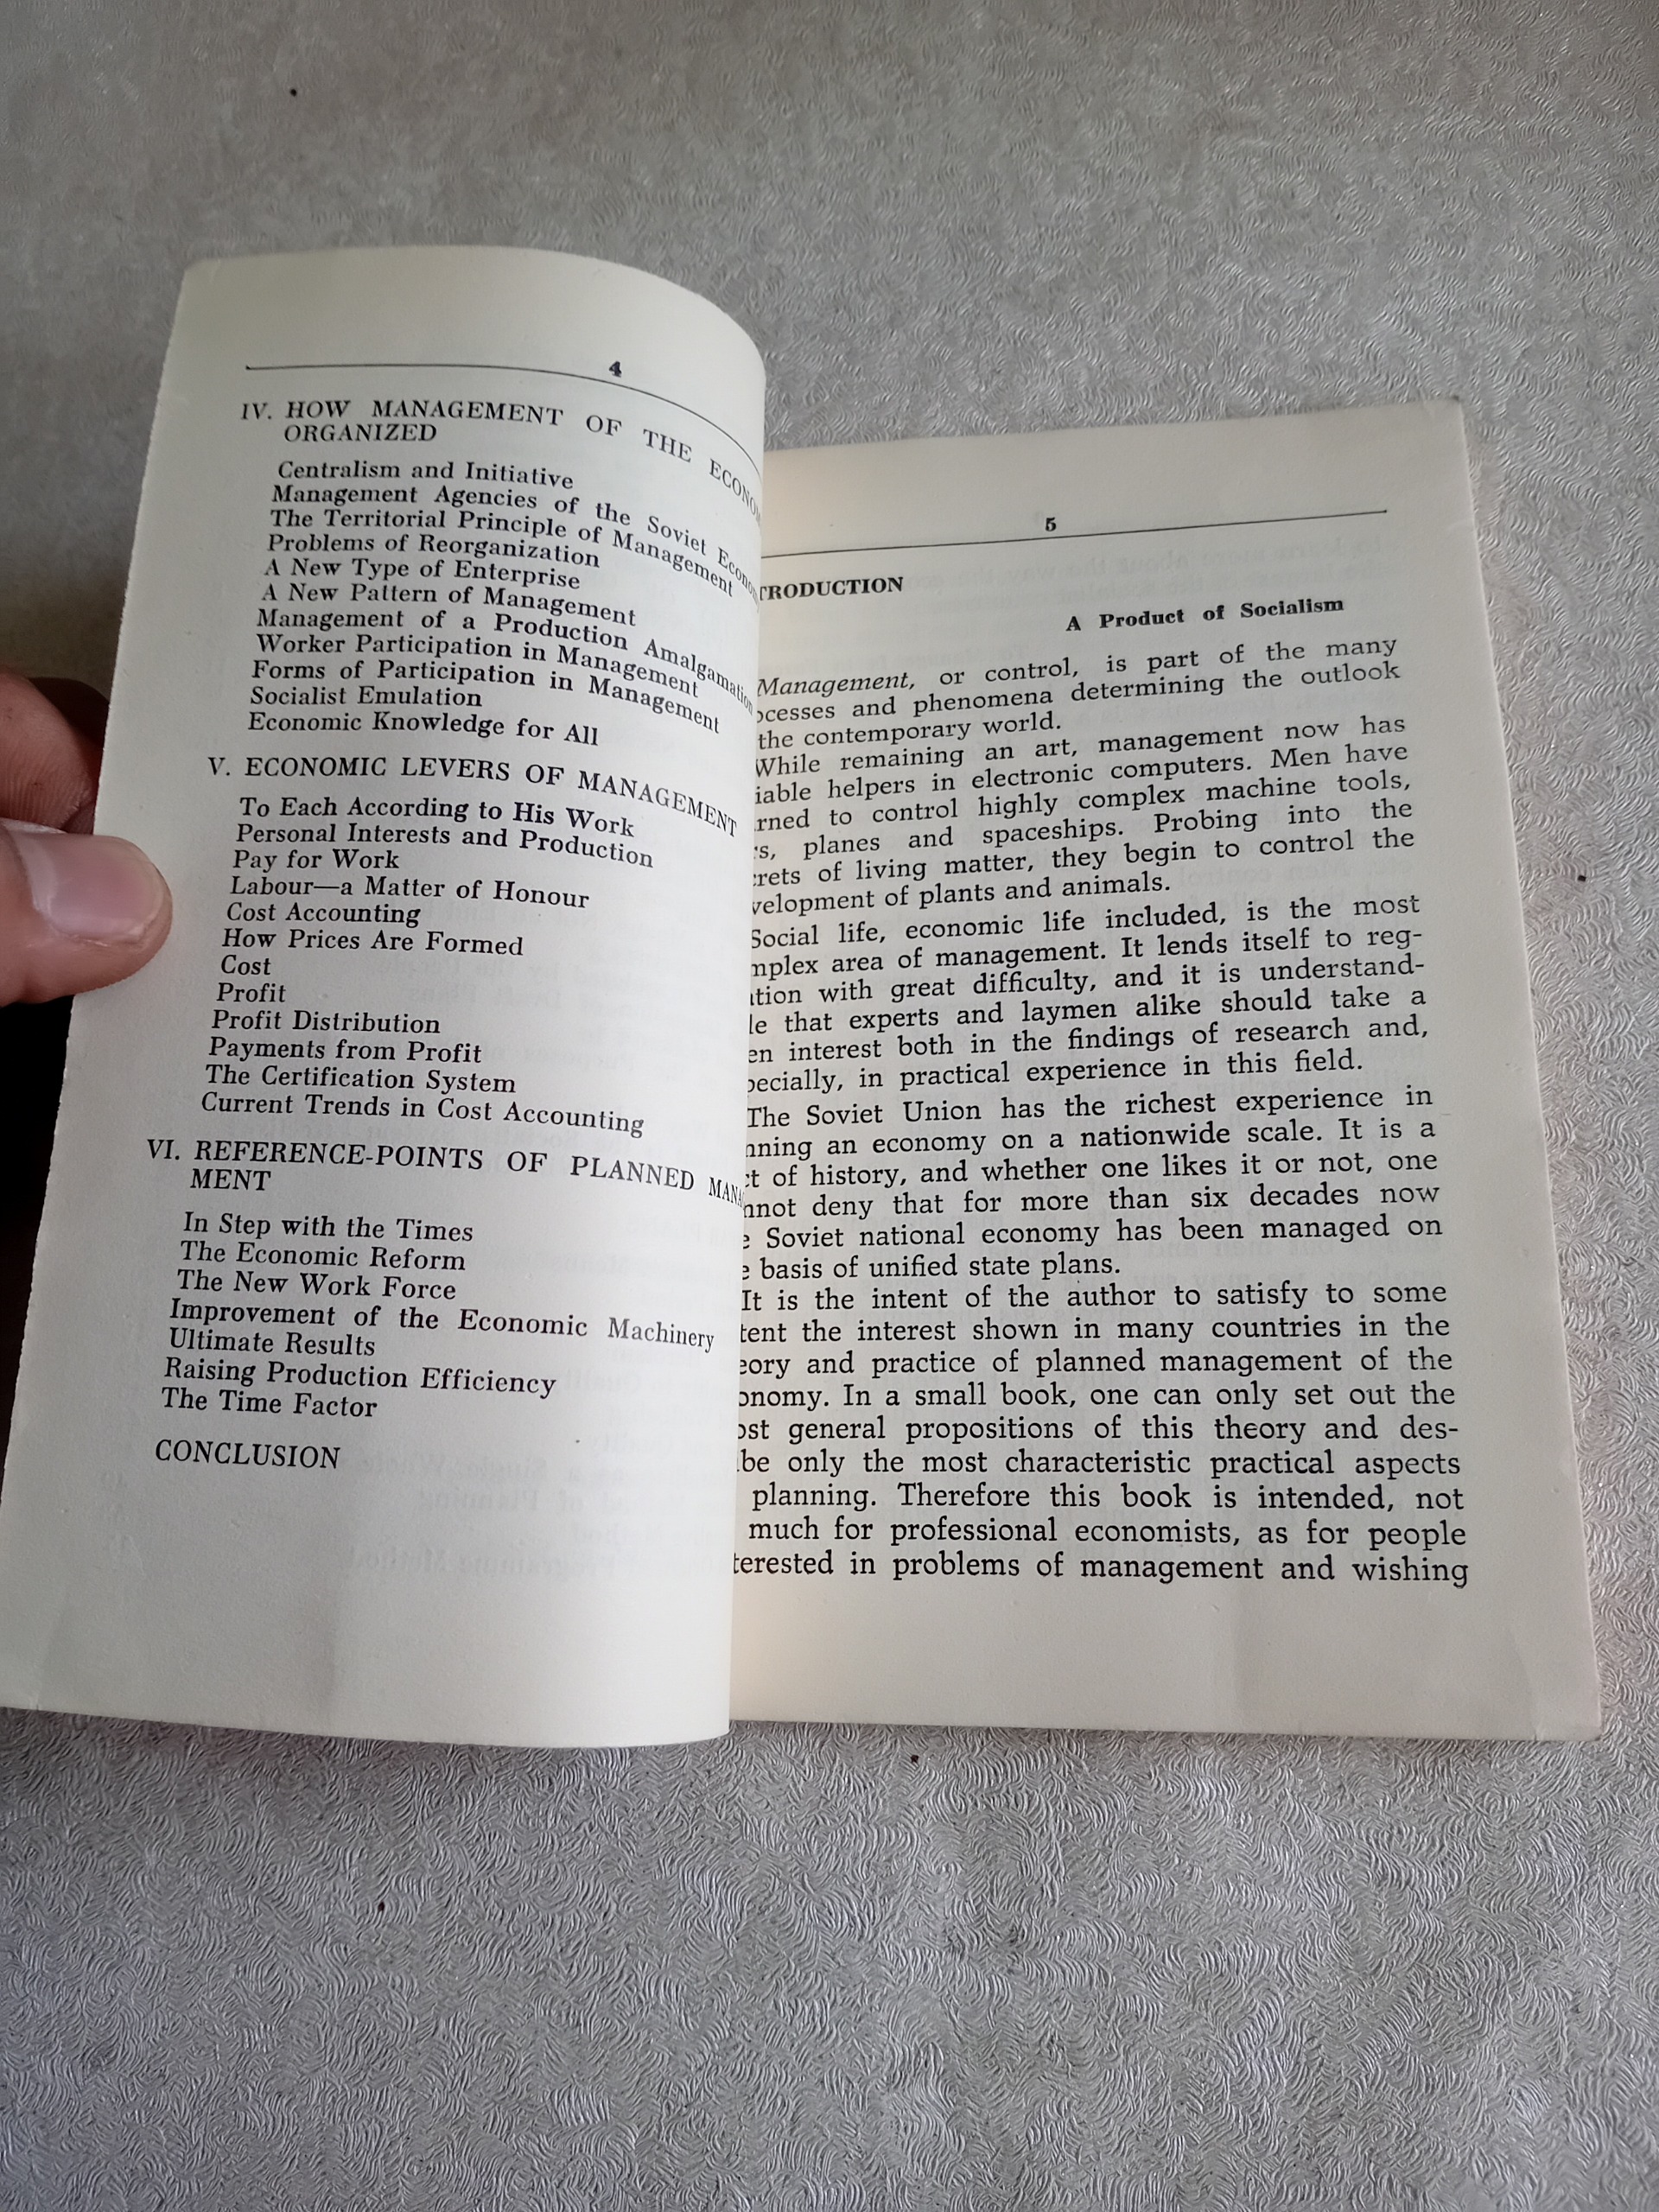 4
IV. HOW MANAGEMENT OF THE ECONO
ORGANIZED
Centralism and Initiative
Management Agencies of the Soviet Econo
The Territorial Principle of Management
Problems of Reorganization
A New Type of Enterprise
A New Pattern of Management
Management of a Production Amalgamation
Worker Participation in Management
Forms of Participation in Management
Socialist Emulation
Economic Knowledge for All
V. ECONOMIC LEVERS OF MANAGEMENT
To Each According to His Work
Personal Interests and Production
Pay for Work
Labour—a Matter of Honour
Cost Accounting
How Prices Are Formed
Cost
Profit
Profit Distribution
Payments from Profit
The Certification System
Current Trends in Cost Accounting
VI. REFERENCE-POINTS OF PLANNED MANA
MENT
In Step with the Times
The Economic Reform
The New Work Force
Improvement of the Economic Machinery
Ultimate Results
Raising Production Efficiency
The Time Factor
CONCLUSION
5
TRODUCTION
A Product of Socialism
Management, or control, is part of the many
ocesses and phenomena determining the outlook
the contemporary world.
While remaining an art, management now has
iable helpers in electronic computers. Men have
rned to control highly complex machine tools,
rs, planes and spaceships. Probing into the
crets of living matter, they begin to control the
velopment of plants and animals.
Social life, economic life included, is the most
mplex area of management. It lends itself to reg-
ation with great difficulty, and it is understand-
le that experts and laymen alike should take a
en interest both in the findings of research and,
pecially, in practical experience in this field.
The Soviet Union has the richest experience in
nning an economy on a nationwide scale. It is a
ct of history, and whether one likes it or not, one
nnot deny that for more than six decades now
e Soviet national economy has been managed on
e basis of unified state plans.
It is the intent of the author to satisfy to some
tent the interest shown in many countries in the
eory and practice of planned management of the
onomy. In a small book, one can only set out the
ost general propositions of this theory and des-
be only the most characteristic practical aspects
planning. Therefore this book is intended, not
much for professional economists, as for people
terested in problems of management and wishing